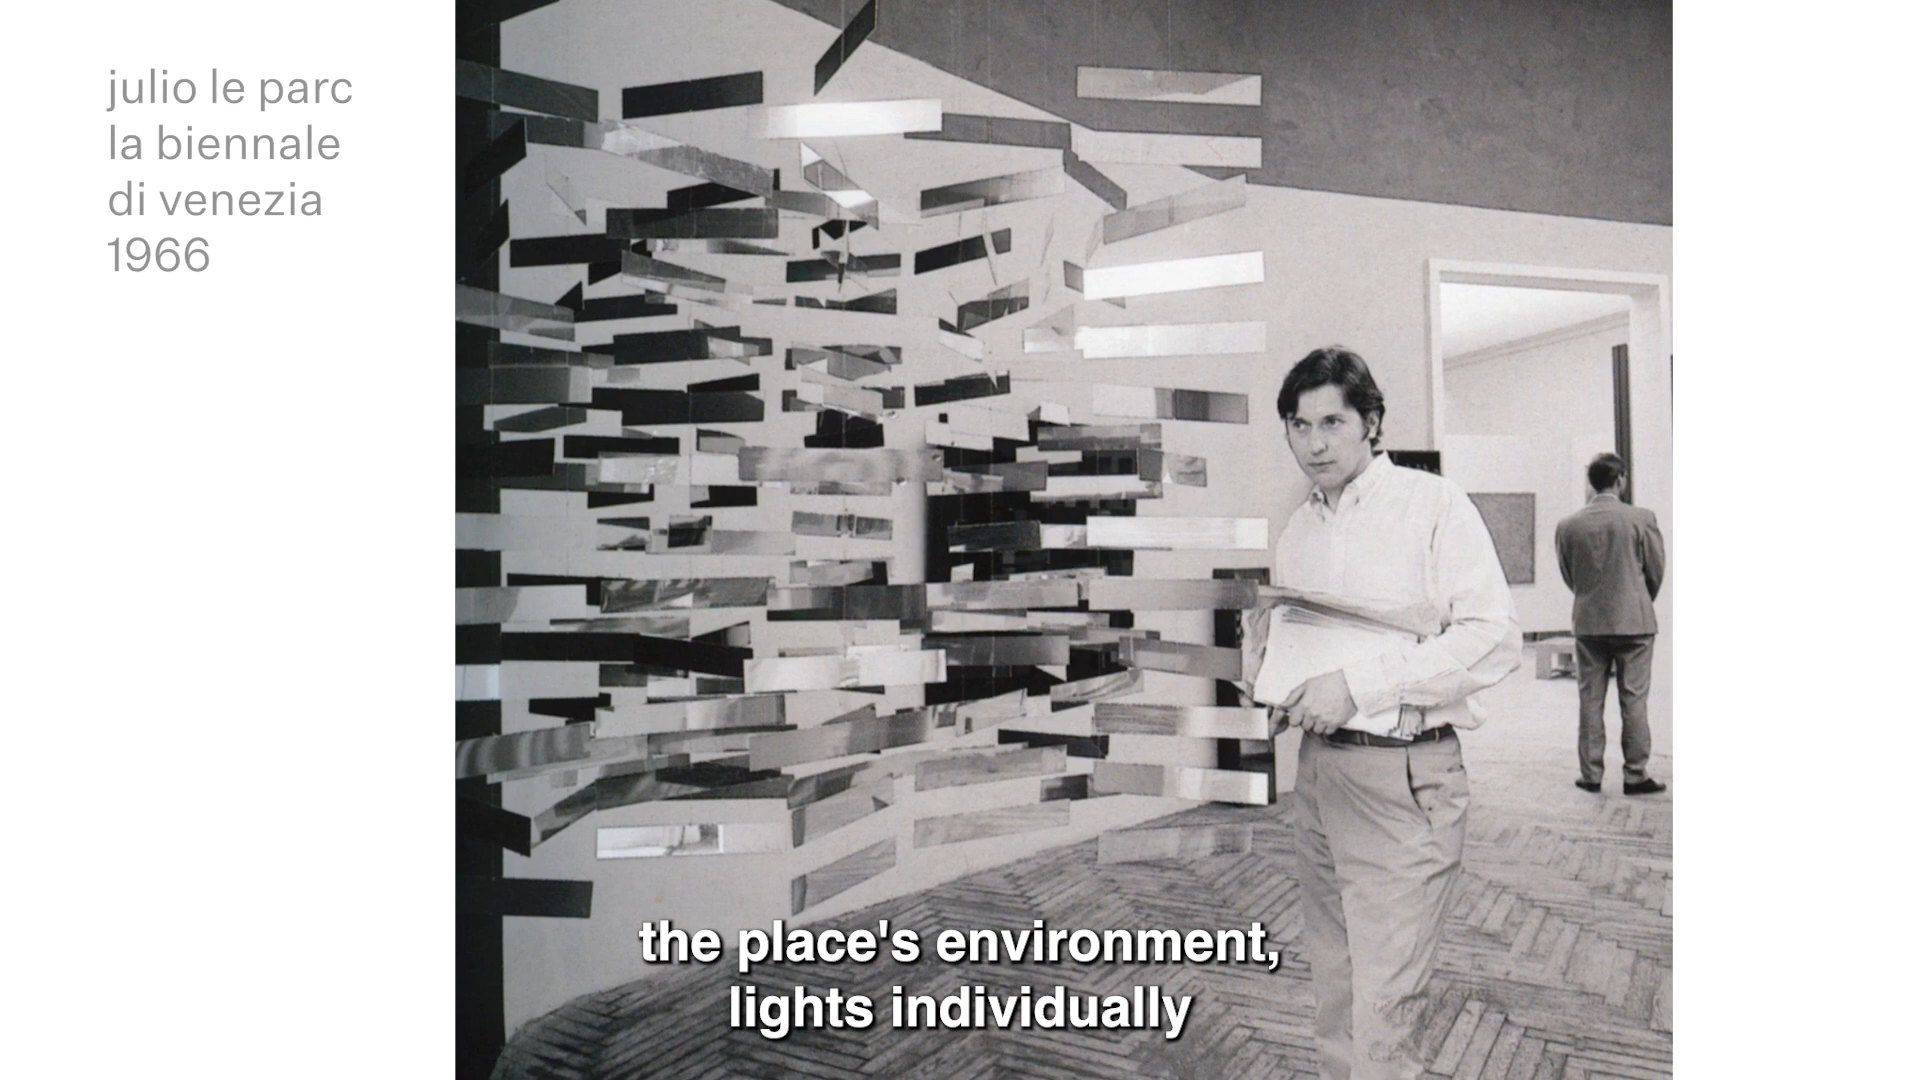 julio le parc
la biennale
di venezia
1966
the place's environment,
lights individually